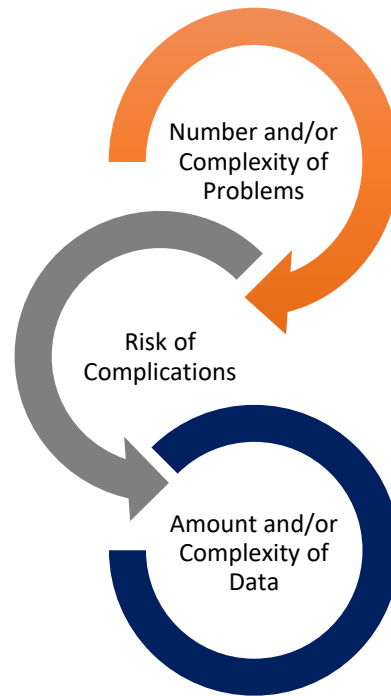 Number and/or
Complexity of
Problems
Risk of
Complications
Amount and/or
Complexity of
Data